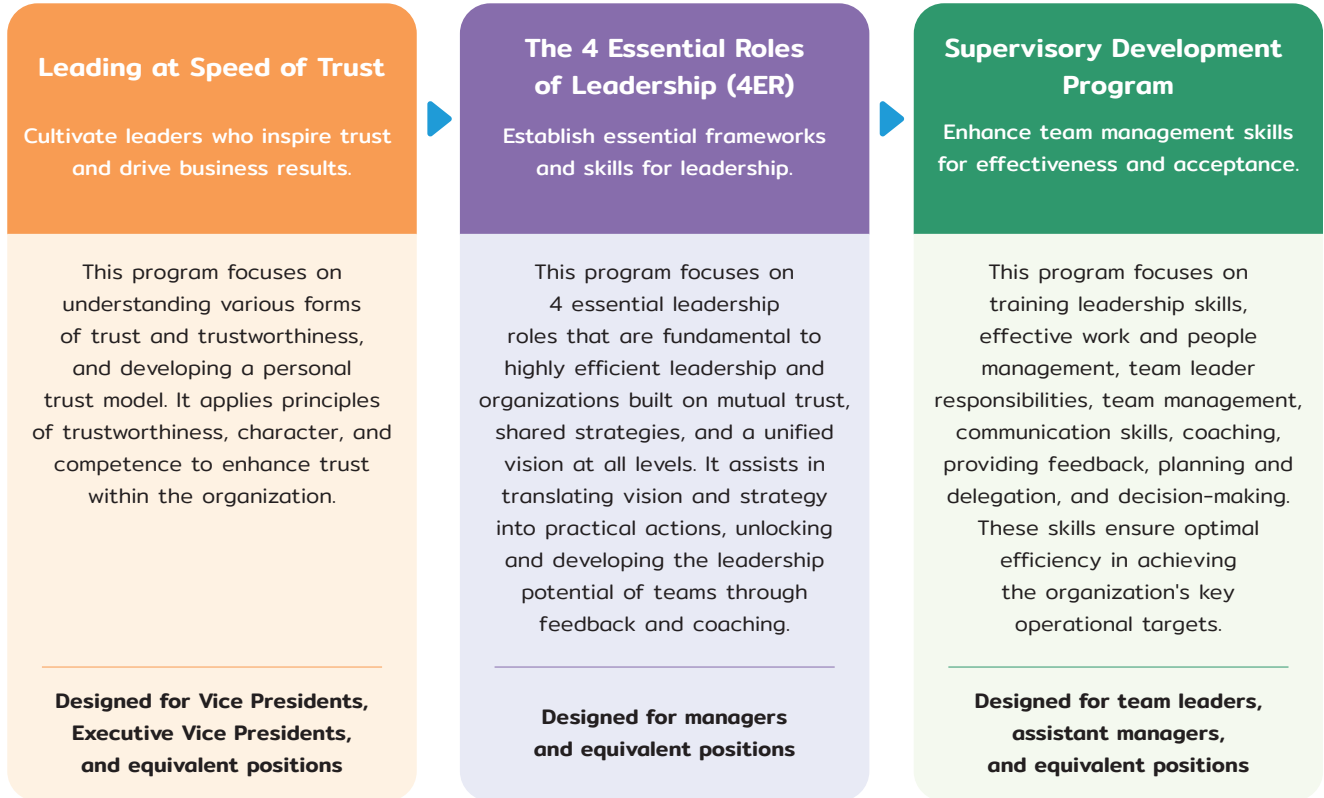 Leading at Speed of Trust
Cultivate leaders who inspire trust
and drive business results.
This program focuses on
understanding various forms
of trust and trustworthiness,
and developing a personal
trust model. It applies principles
of trustworthiness, character, and
competence to enhance trust
within the organization.
Designed for Vice Presidents,
Executive Vice Presidents,
and equivalent positions
The 4 Essential Roles
of Leadership (4ER)
Establish essential frameworks
and skills for leadership.
This program focuses on
4 essential leadership
roles that are fundamental to
highly efficient leadership and
organizations built on mutual trust,
shared strategies, and a unified
vision at all levels. It assists in
translating vision and strategy
into practical actions, unlocking
and developing the leadership
potential of teams through
feedback and coaching.
Designed for managers
and equivalent positions
Supervisory Development
Program
Enhance team management skills
for effectiveness and acceptance.
This program focuses on
training leadership skills,
effective work and people
management, team leader
responsibilities, team management,
communication skills, coaching,
providing feedback, planning and
delegation, and decision-making.
These skills ensure optimal
efficiency in achieving
the organization's key
operational targets.
Designed for team leaders,
assistant managers,
and equivalent positions